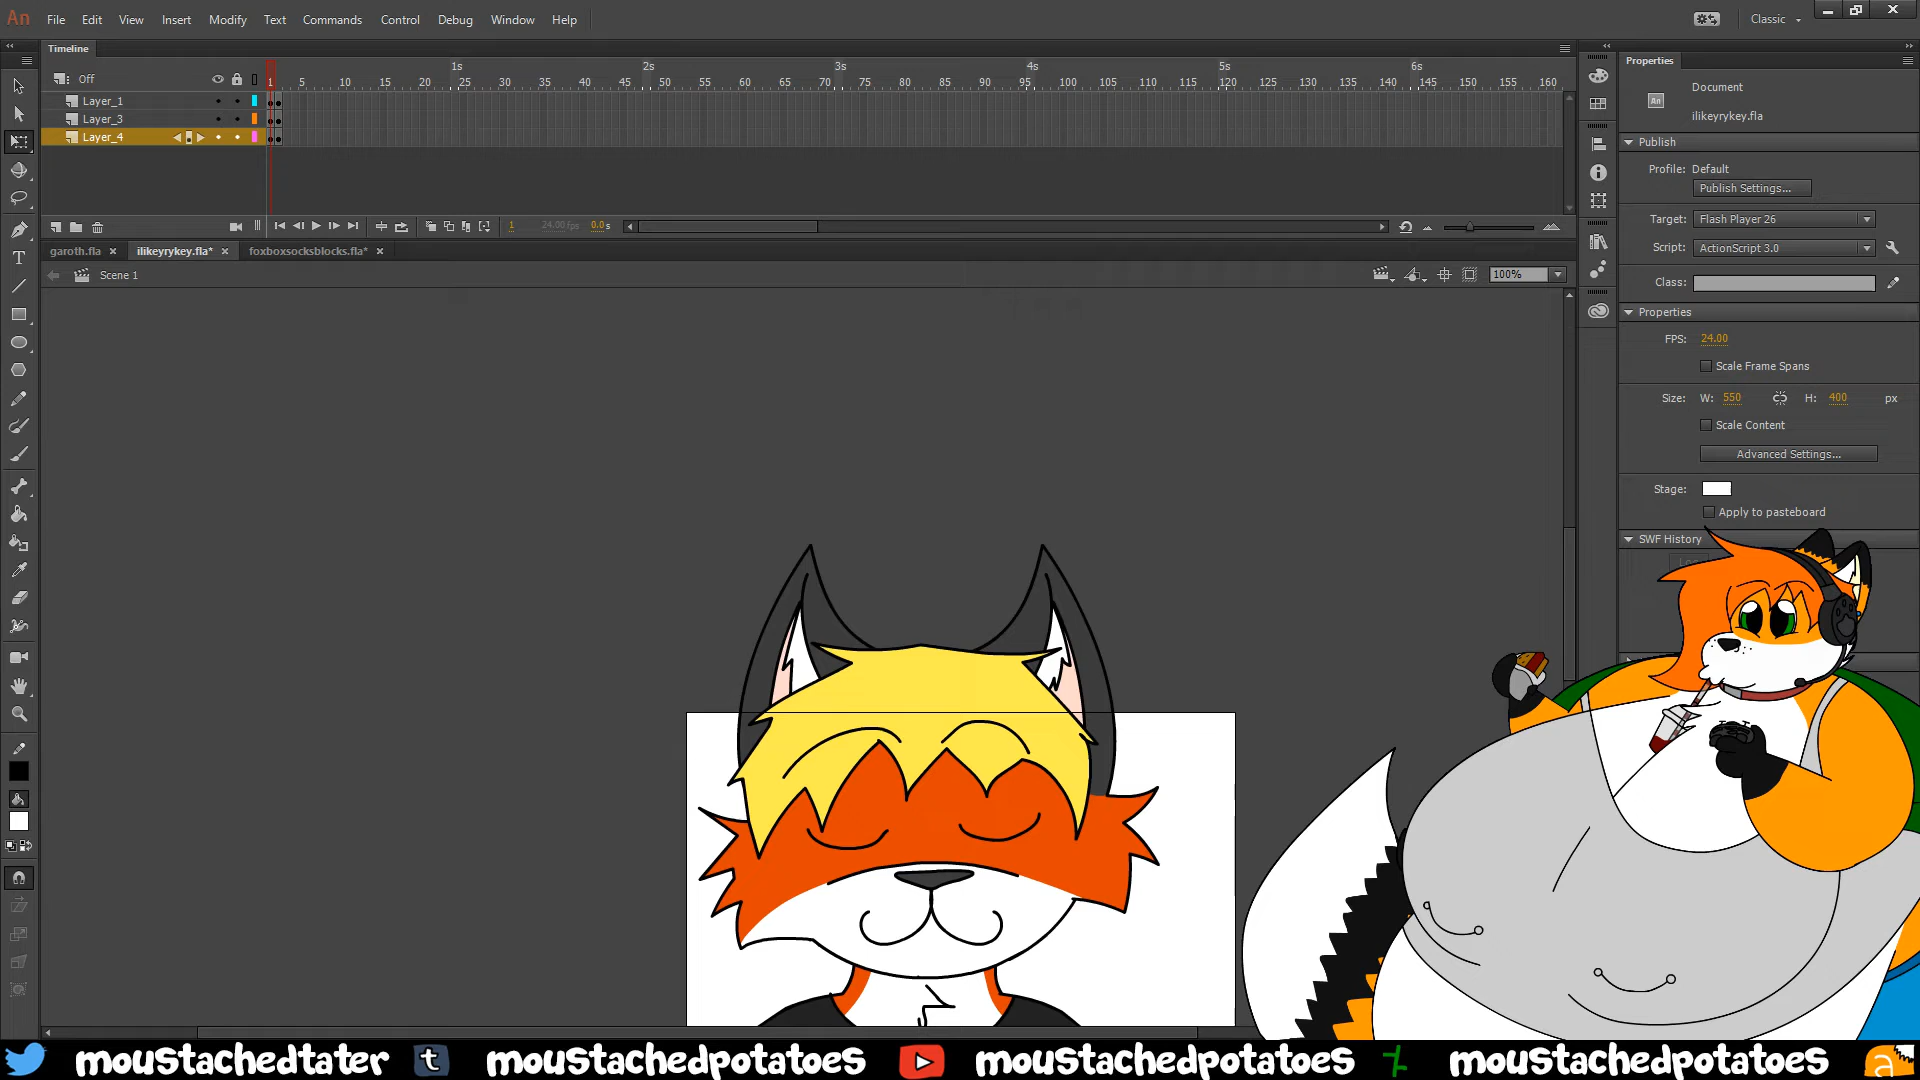 An File Edit View Insert Modify Text Commands Control Debug Window Help Classic
Timeline
Properties
1s 2s 3s 4s 5s 6s
Off 1 5 10 15 20 25 30 35 40 45 50 55 60 65 70 75 80 85 90 95 100 105 110 115 120 125 130 135 140 145 150 155 160
Layer_1
Layer_3
Layer_4
1 24.00 fps 0.0s
garoth.fla ilikeyrykey.fla* foxboxsocksblocks.fla*
Scene 1 100%
An Document
ilikeyrykey.fla
Publish
Profile: Default
Publish Settings...
Target: Flash Player 26
Script: ActionScript 3.0
Class:
Properties
FPS: 24.00
Scale Frame Spans
Size: W: 550 H: 400 px
Scale Content
Advanced Settings...
Stage:
Apply to pasteboard
SWF History
moustachedtater t moustachedpotatoes moustachedpotatoes moustachedpotatoes a